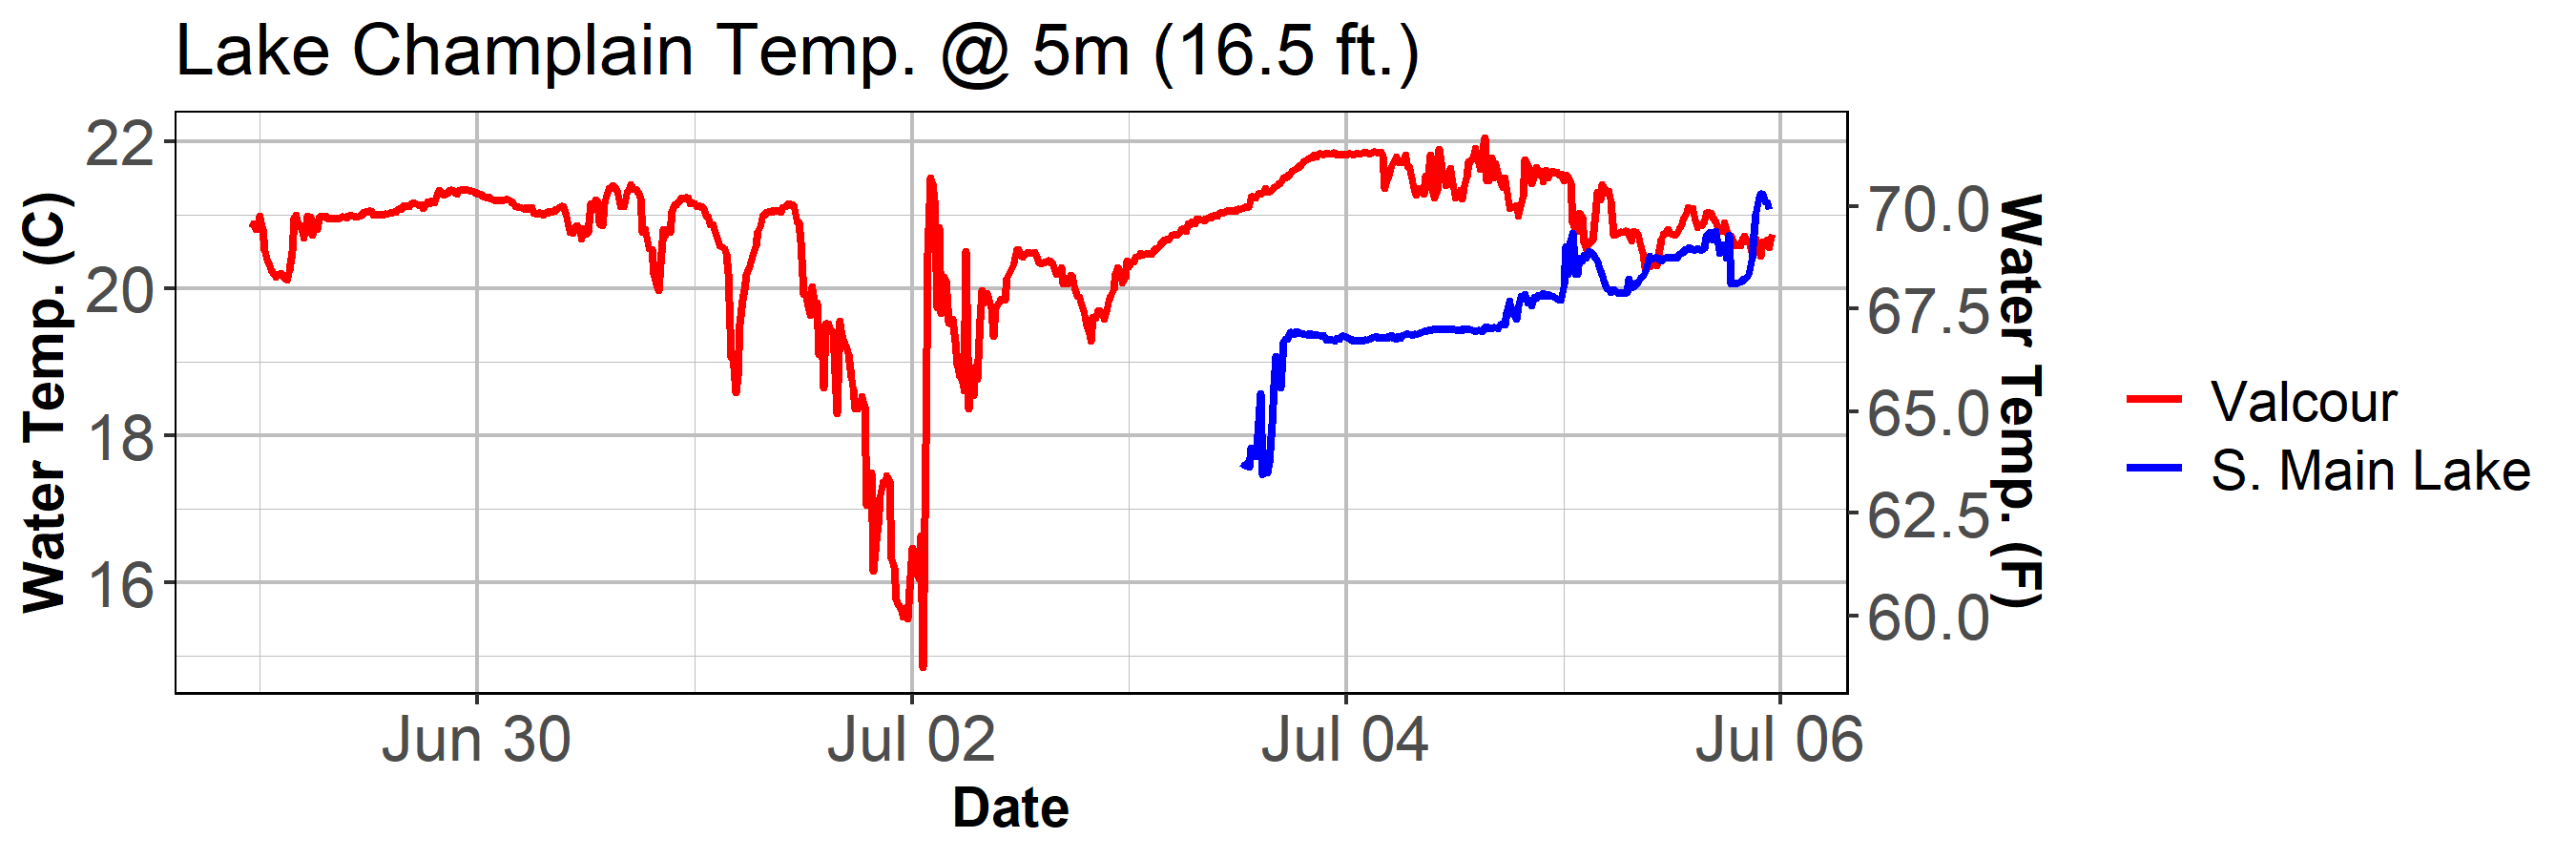 Lake Champlain Temp. @ 5m (16.5 ft.)
Water Temp. (C)
22
20
18
16
70.0
67.5
65.0
62.5
60.0
Water Temp. (F)
Jun 30
Jul 02
Jul 04
Jul 06
Date
Valcour
S. Main Lake